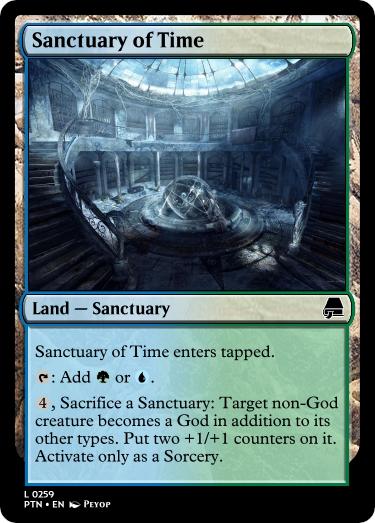 Sanctuary of Time
Land — Sanctuary
Sanctuary of Time enters tapped.
: Add or .
4, Sacrifice a Sanctuary: Target non-God
creature becomes a God in addition to its
other types. Put two +1/+1 counters on it.
Activate only as a Sorcery.
L 0259
PTN • EN Peyop